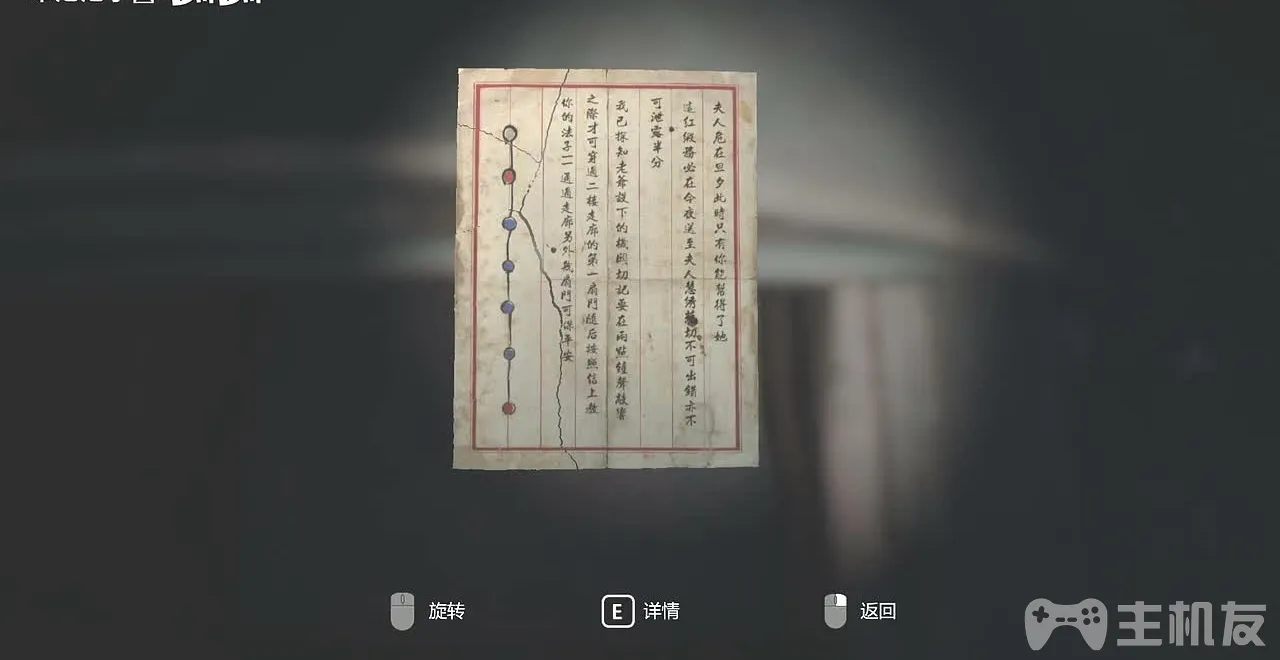 夫人危在旦夕此時只有你能幫得了她
這紅緞務必在今夜送至夫人慧綉樓切不可出錯亦不
可泄露半分
我已探知老爺設下的機關切記要在兩點鐘聲敲響
之際才可穿過二樓走廊的第一扇門隨后按照信上教
你的法子一一通過走廊另外幾扇門可保平安
旋转
E 详情
返回
主机友